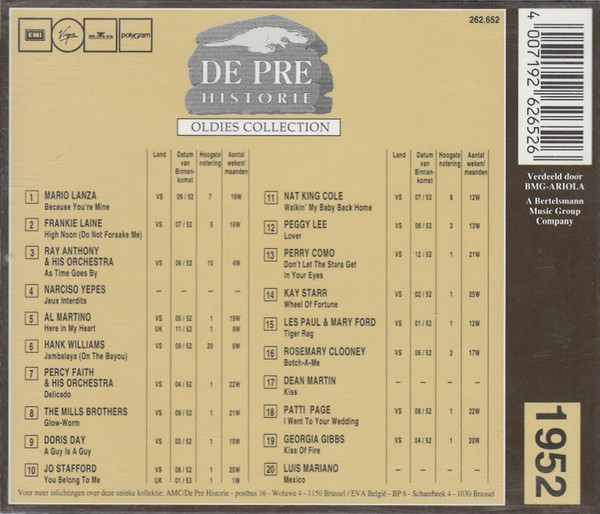 EMI
Virgin
BMG
polygram
262.652
DE PRE
HISTORIE
OLDIES COLLECTION
4 007192 626526
Verdeeld door
BMG-ARIOLA
A Bertelsmann
Music Group
Company
1952
Land Datum van Binnenkomst Hoogste notering Aantal weken/maanden
1 MARIO LANZA VS 09/52 7 19W
Because You're Mine
2 FRANKIE LAINE VS 07/52 5 19W
High Noon (Do Not Forsake Me)
3 RAY ANTHONY
& HIS ORCHESTRA
As Time Goes By VS 06/52 10 4W
4 NARCISO YEPES – – – –
Jeux Interdits
5 AL MARTINO VS 05/52 1 19W
Here In My Heart UK 11/52 1 9W
6 HANK WILLIAMS VS 09/52 20 6W
Jambalaya (On The Bayou)
7 PERCY FAITH
& HIS ORCHESTRA VS 04/52 1 22W
Delicado
8 THE MILLS BROTHERS VS 09/52 1 21W
Glow-Worm
9 DORIS DAY VS 03/52 1 19W
A Guy Is A Guy
10 JO STAFFORD VS 08/52 1 25W
You Belong To Me UK 01/53 1 1W
Land Datum van Binnenkomst Hoogste notering Aantal weken/maanden
11 NAT KING COLE VS 07/52 8 12W
Walkin' My Baby Back Home
12 PEGGY LEE VS 06/52 3 13W
Lover
13 PERRY COMO VS 12/52 1 21W
Don't Let The Stars Get
In Your Eyes
14 KAY STARR VS 02/52 1 25W
Wheel Of Fortune
15 LES PAUL & MARY FORD VS 01/52 1 12W
Tiger Rag
16 ROSEMARY CLOONEY VS 06/52 2 17W
Botch-A-Me
17 DEAN MARTIN – – – –
Kiss
18 PATTI PAGE VS 08/52 1 22W
I Went To Your Wedding
19 GEORGIA GIBBS VS 04/52 1 20W
Kiss Of Fire
20 LUIS MARIANO – – – –
Mexico
Voor meer inlichtingen over deze unieke kollektie: AMC/De Pre Historie - postbus 16 - Woluwe 4 - 1150 Brussel / EVA België - BP 6 - Schaerbeek 4 - 1030 Brussel